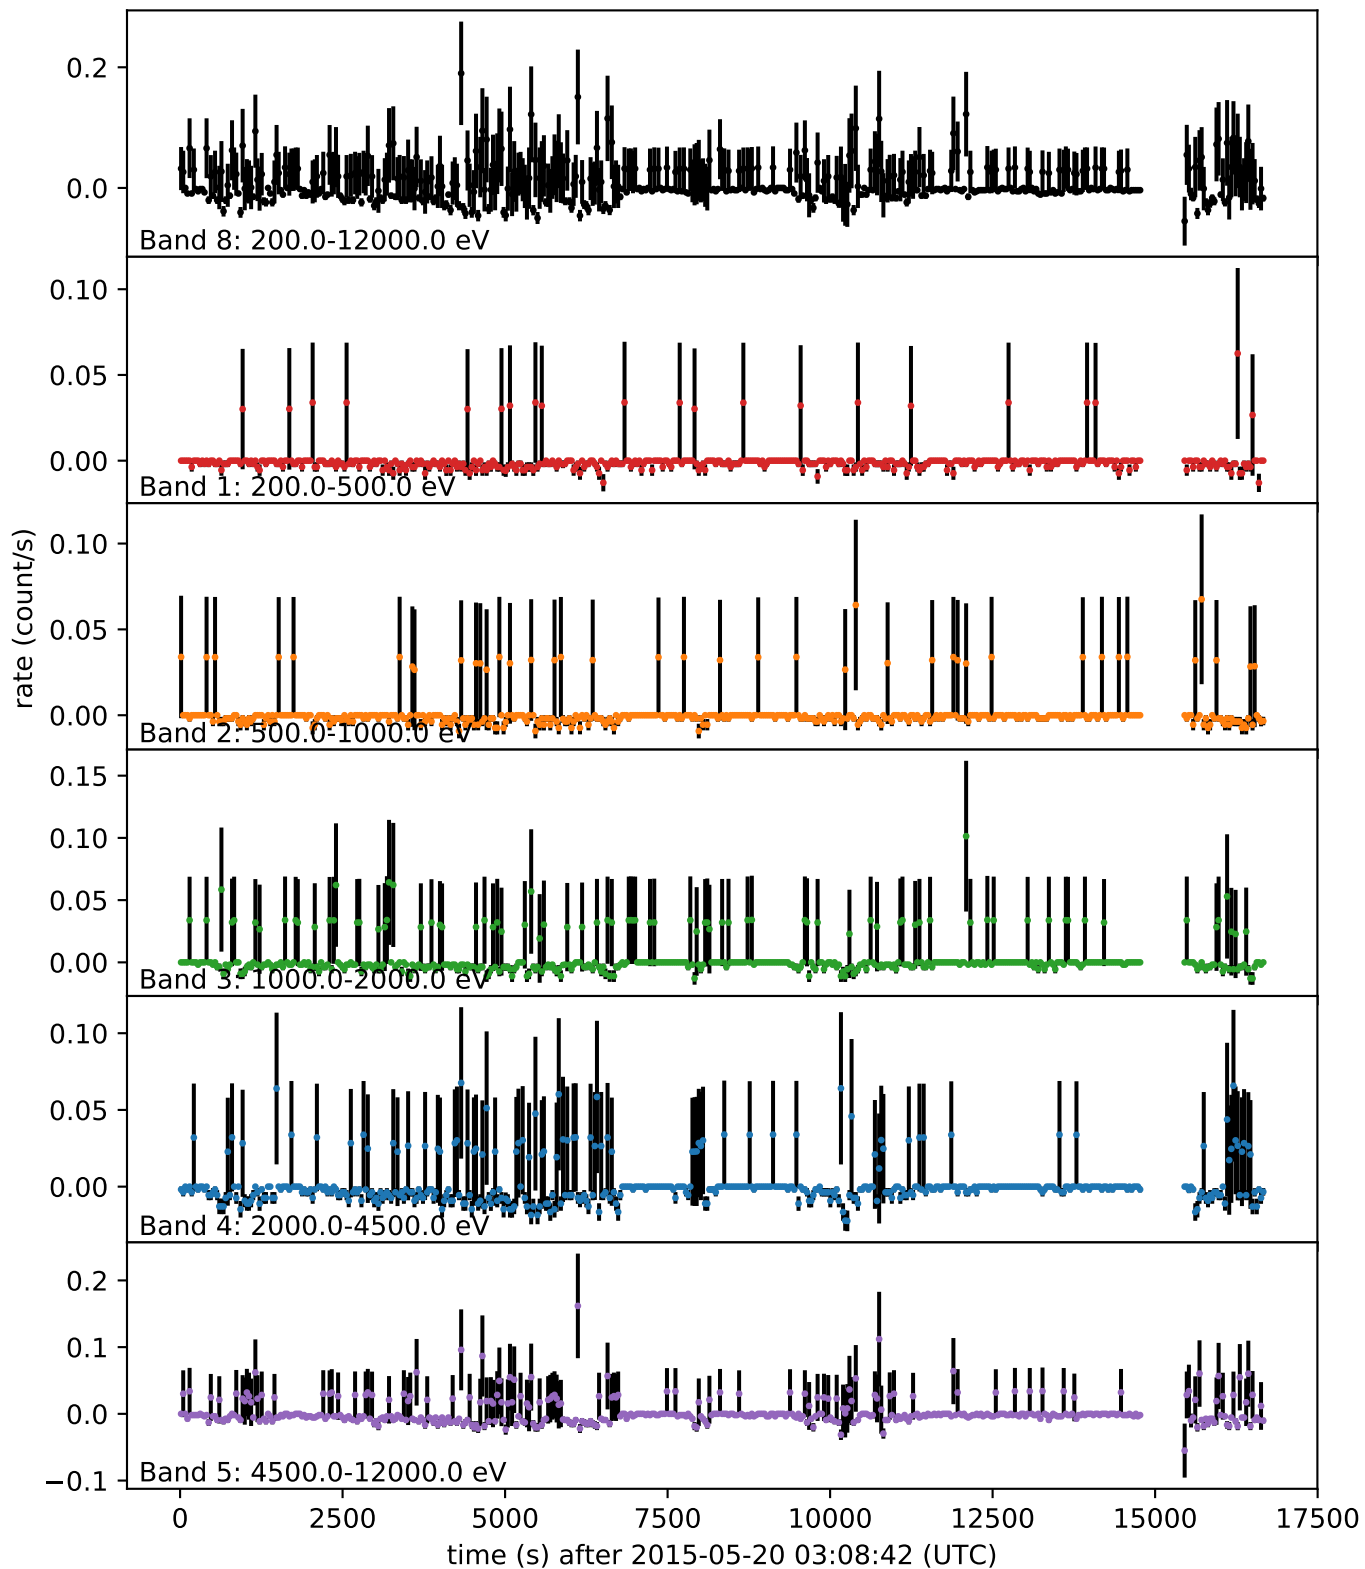 0.2
0.0
Band 8: 200.0-12000.0 eV
0.10
0.05
0.00
Band 1: 200.0-500.0 eV
0.10
0.05
0.00
Band 2: 500.0-1000.0 eV
0.15
0.10
0.05
0.00
Band 3: 1000.0-2000.0 eV
0.10
0.05
0.00
Band 4: 2000.0-4500.0 eV
0.2
0.1
0.0
−0.1
Band 5: 4500.0-12000.0 eV
rate (count/s)
0 2500 5000 7500 10000 12500 15000 17500
time (s) after 2015-05-20 03:08:42 (UTC)